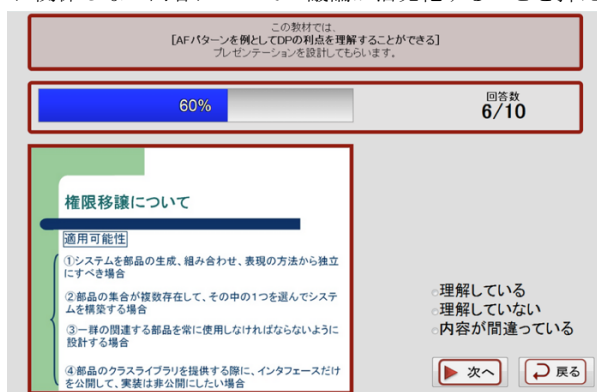 この教材では、
[AFパターンを例としてDPの利点を理解することができる]
プレゼンテーションを設計してもらいます。
60%
回答数
6/10
権限移譲について
適用可能性
①システムを部品の生成、組み合わせ、表現の方法から独立
にすべき場合
②部品の集合が複数存在して、その中の1つを選んでシステ
ムを構築する場合
③一群の関連する部品を常に使用しなければならないように
設計する場合
④部品のクラスライブラリを提供する際に、インタフェースだけ
を公開して、実装は非公開にしたい場合
理解している
理解していない
内容が間違っている
次へ
戻る